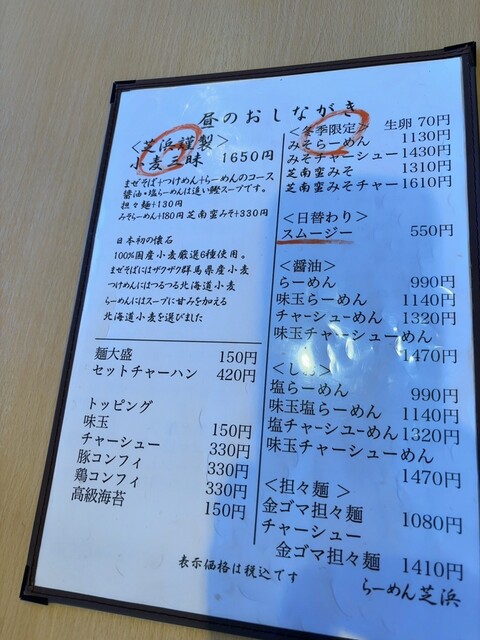 昼のおしながき
<芝浜謹製>
小麦三昧 1650円
まぜそば+つけめん+らーめんのコース
醤油・塩らーめんは追い鰹スープです。
担々麺+130円
みそらーめん+180円 芝南蛮みそ+330円
日本初の懐石
100%国産小麦厳選6種使用。
まぜそばにはザクザク群馬県産小麦
つけめんにはつるつる北海道小麦
らーめんにはスープに甘みを加える
北海道小麦を選びました
麺大盛 150円
セットチャーハン 420円
トッピング
味玉 150円
チャーシュー 330円
豚コンフィ 330円
鶏コンフィ 330円
高級海苔 150円
表示価格は税込です
<冬季限定> 生卵 70円
みそらーめん 1130円
みそチャーシュー 1430円
芝南蛮みそ 1310円
芝南蛮みそチャー 1610円
<日替わり>
スムージー 550円
<醤油>
らーめん 990円
味玉らーめん 1140円
チャーシューめん 1320円
味玉チャーシューめん
1470円
塩らーめん 990円
味玉塩らーめん 1140円
塩チャーシューめん 1320円
味玉チャーシューめん
1470円
<担々麺 >
金ゴマ担々麺 1080円
チャーシュー
金ゴマ担々麺 1410円
らーめん芝浜